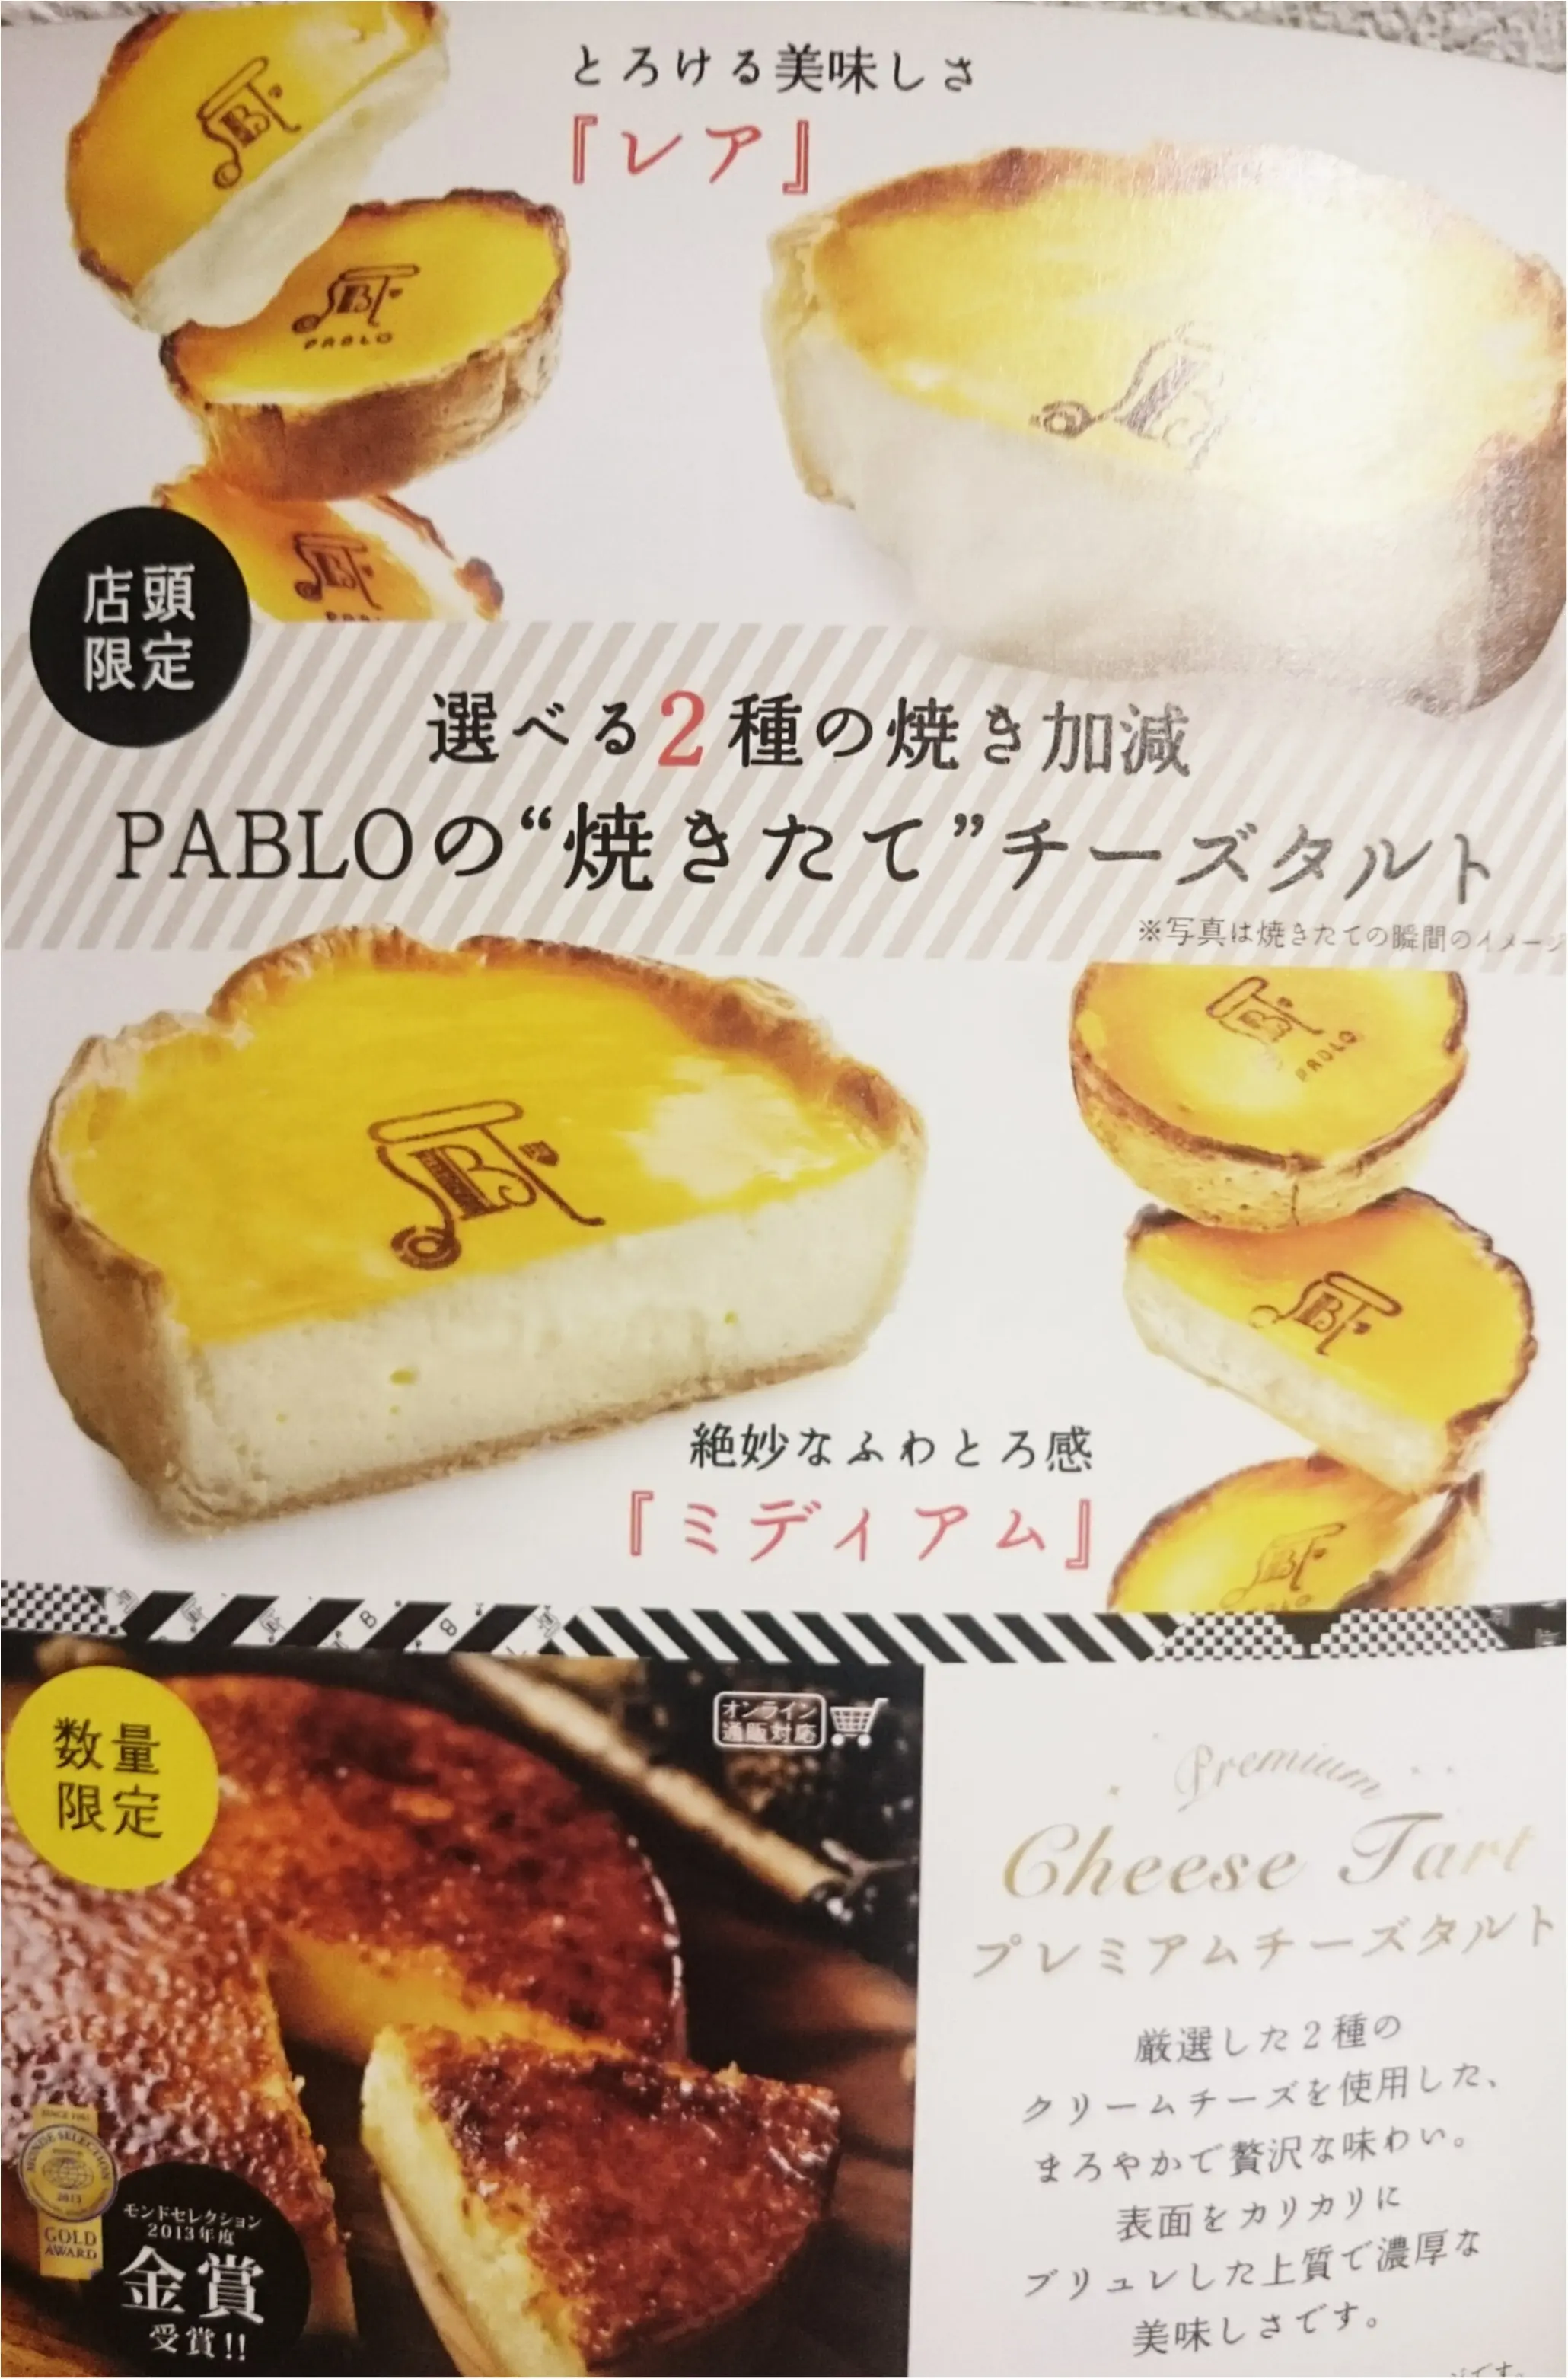 とろける美味しさ
『レア』
PABLO
店頭
限定
選べる2種の焼き加減
PABLOの“焼きたて”チーズタルト
※写真は焼きたての瞬間のイメージ
PABLO
絶妙なふわとろ感
『ミディアム』
数量
限定
オンライン
通販対応
Premium
Cheese Tart
プレミアムチーズタルト
厳選した2種の
クリームチーズを使用した、
まろやかで贅沢な味わい。
表面をカリカリに
ブリュレした上質で濃厚な
美味しさです。
MONDE SELECTION
2013
GOLD
AWARD
モンドセレクション
2013年度
金賞
受賞!!